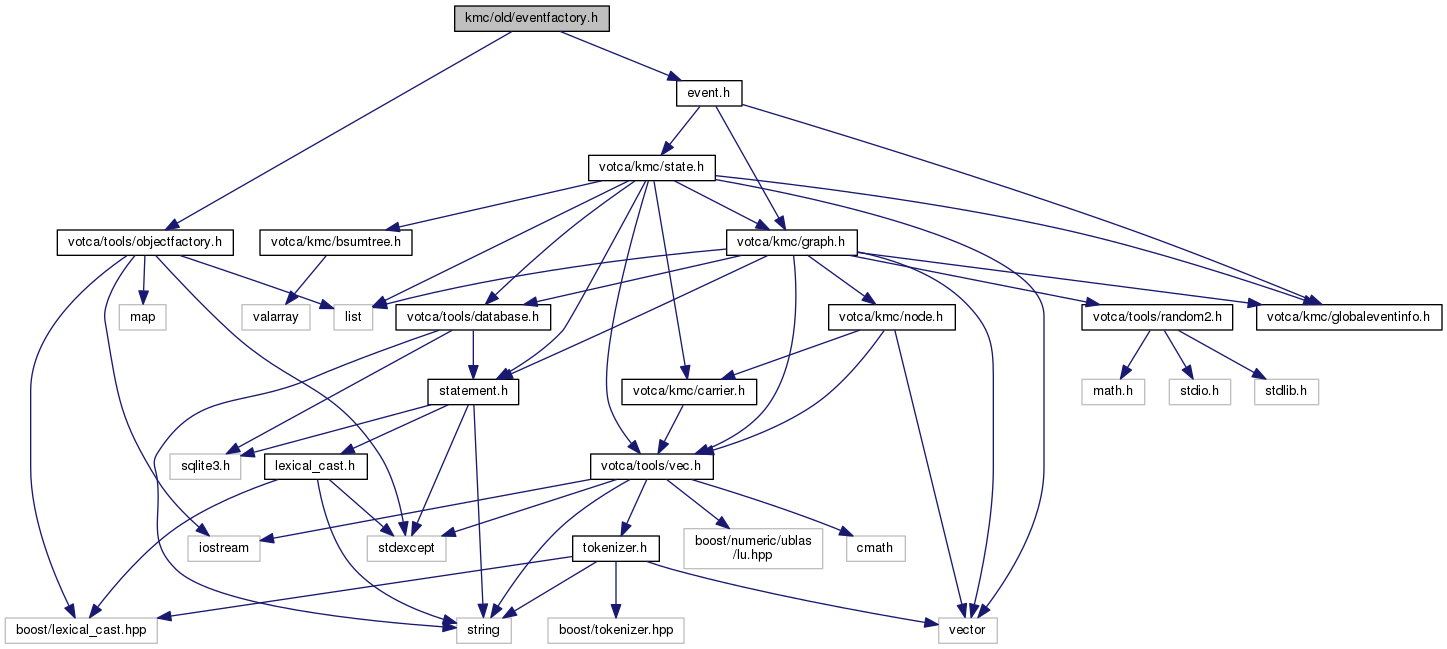 kmc/old/eventfactory.h
event.h
votca/kmc/state.h
votca/tools/objectfactory.h
votca/kmc/bsumtree.h
votca/kmc/graph.h
map
valarray
list
votca/tools/database.h
votca/kmc/node.h
votca/tools/random2.h
votca/kmc/globaleventinfo.h
statement.h
votca/kmc/carrier.h
math.h
stdio.h
stdlib.h
sqlite3.h
lexical_cast.h
votca/tools/vec.h
iostream
stdexcept
tokenizer.h
boost/numeric/ublas
/lu.hpp
cmath
boost/lexical_cast.hpp
string
boost/tokenizer.hpp
vector